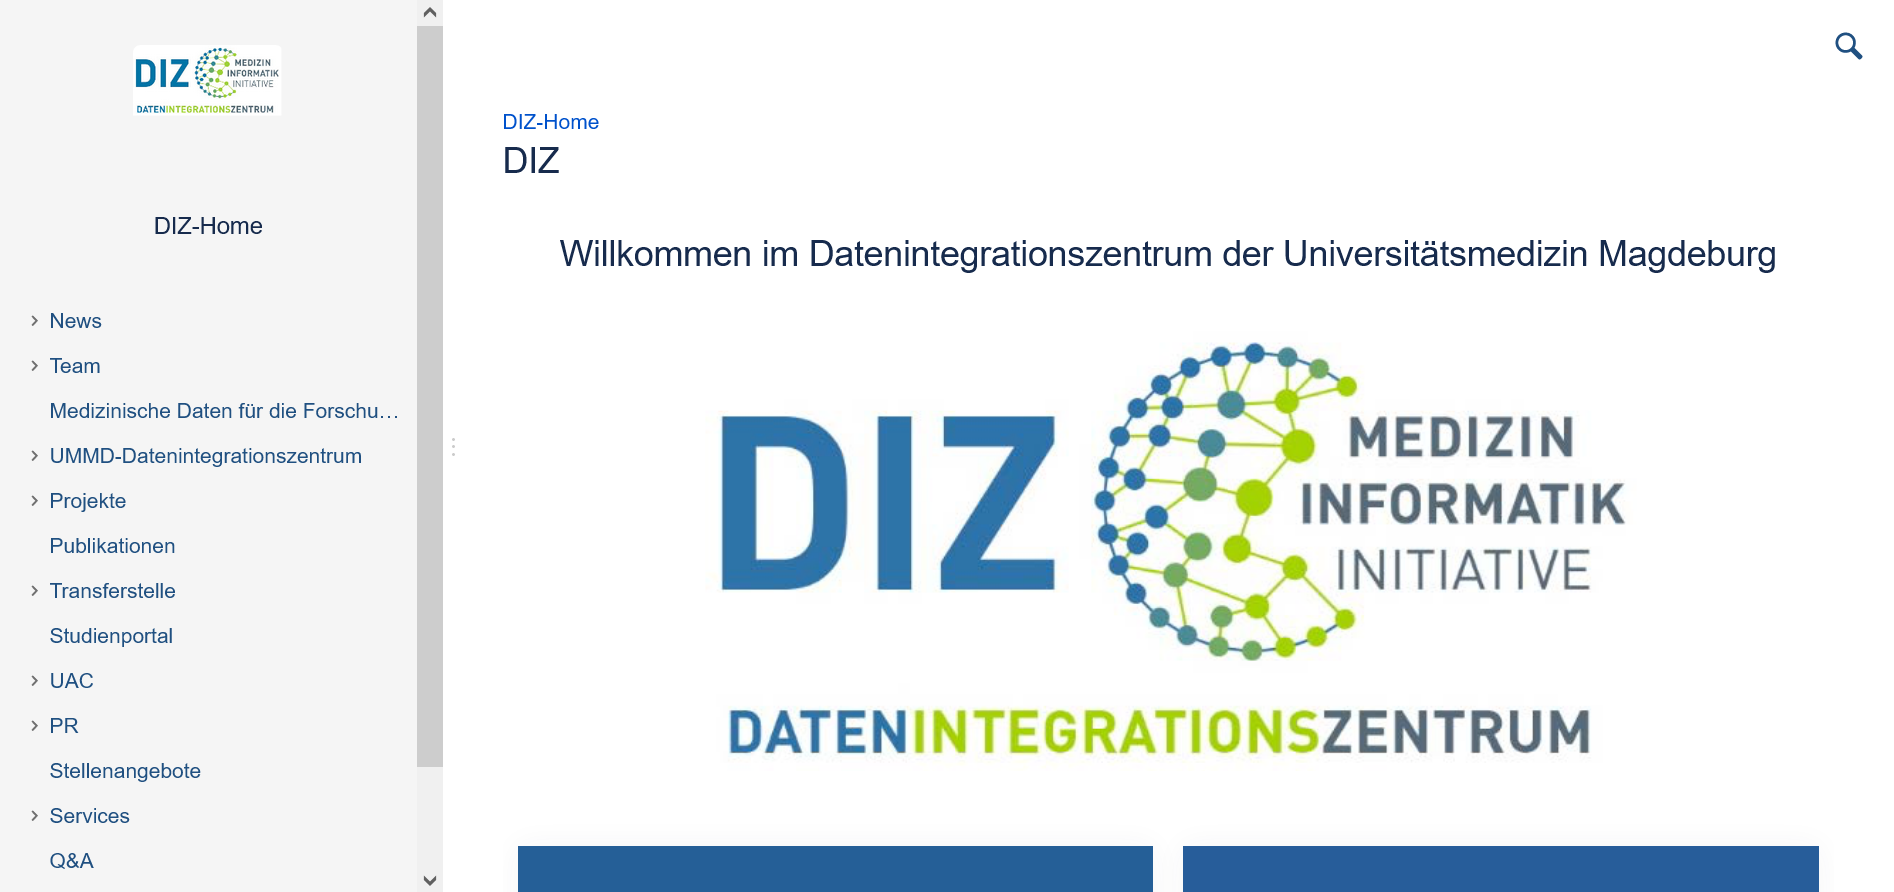 DIZ
MEDIZIN
INFORMATIK
INITIATIVE
DATENINTEGRATIONSZENTRUM
DIZ-Home
News
Team
Medizinische Daten für die Forschu…
UMMD-Datenintegrationszentrum
Projekte
Publikationen
Transferstelle
Studienportal
UAC
PR
Stellenangebote
Services
Q&A
DIZ-Home
DIZ
Willkommen im Datenintegrationszentrum der Universitätsmedizin Magdeburg
DIZ
MEDIZIN
INFORMATIK
INITIATIVE
DATENINTEGRATIONSZENTRUM